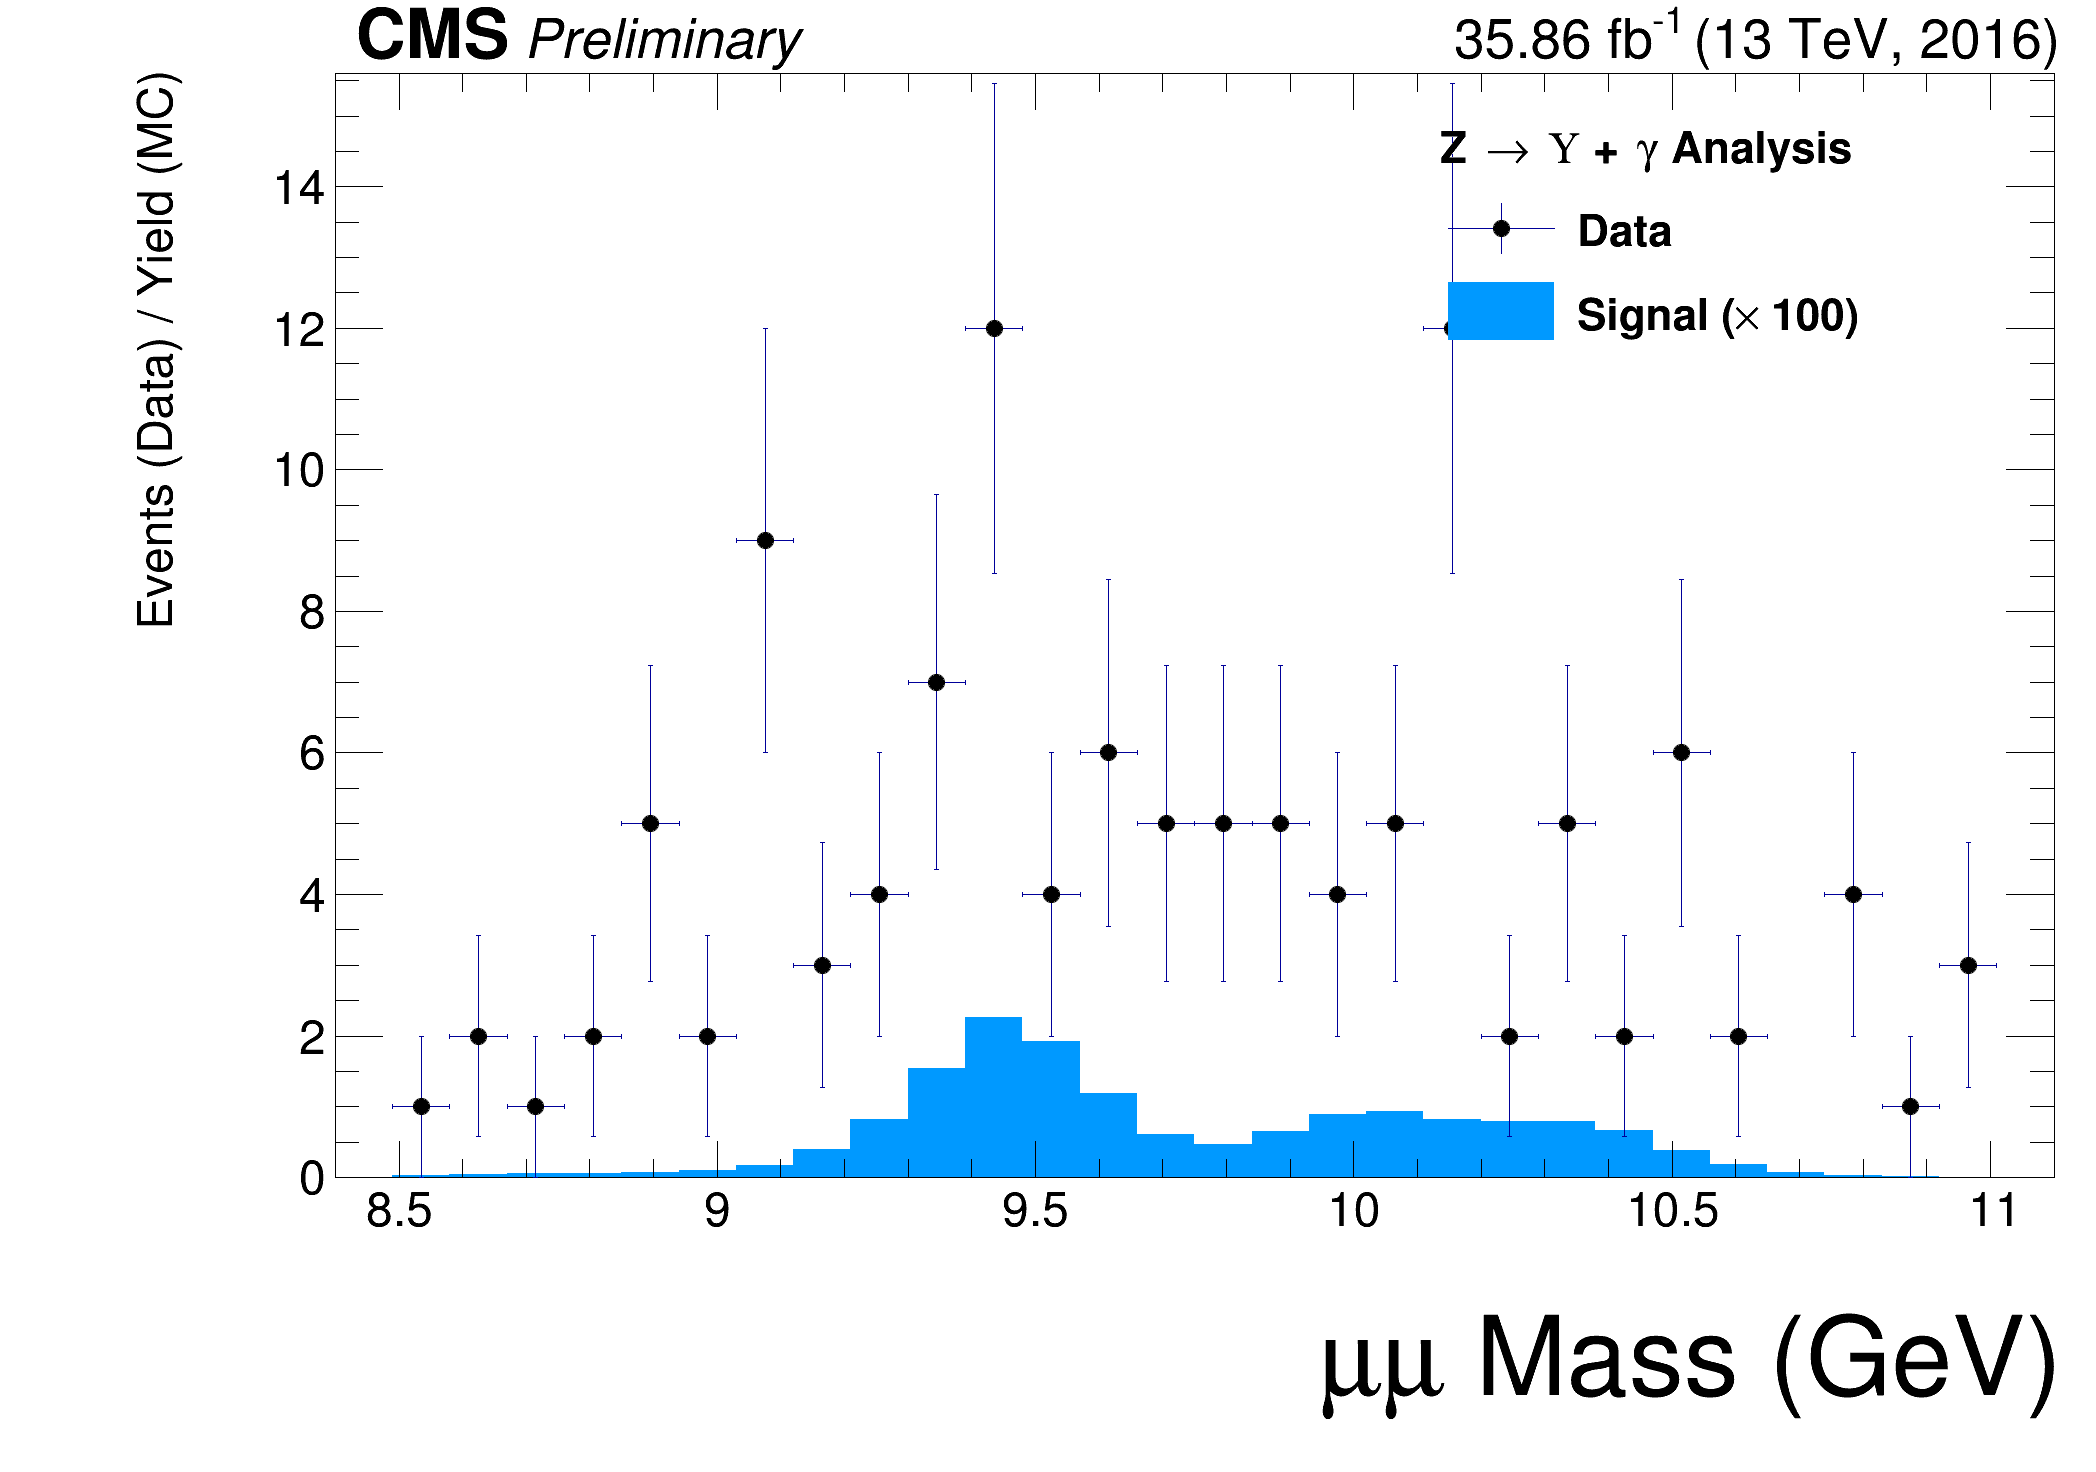 CMS Preliminary 35.86 fb⁻¹ (13 TeV, 2016)
Events (Data) / Yield (MC)
Z → ϒ + γ Analysis
Data
Signal (× 100)
14
12
10
8
6
4
2
0
8.5 9 9.5 10 10.5 11
μμ Mass (GeV)